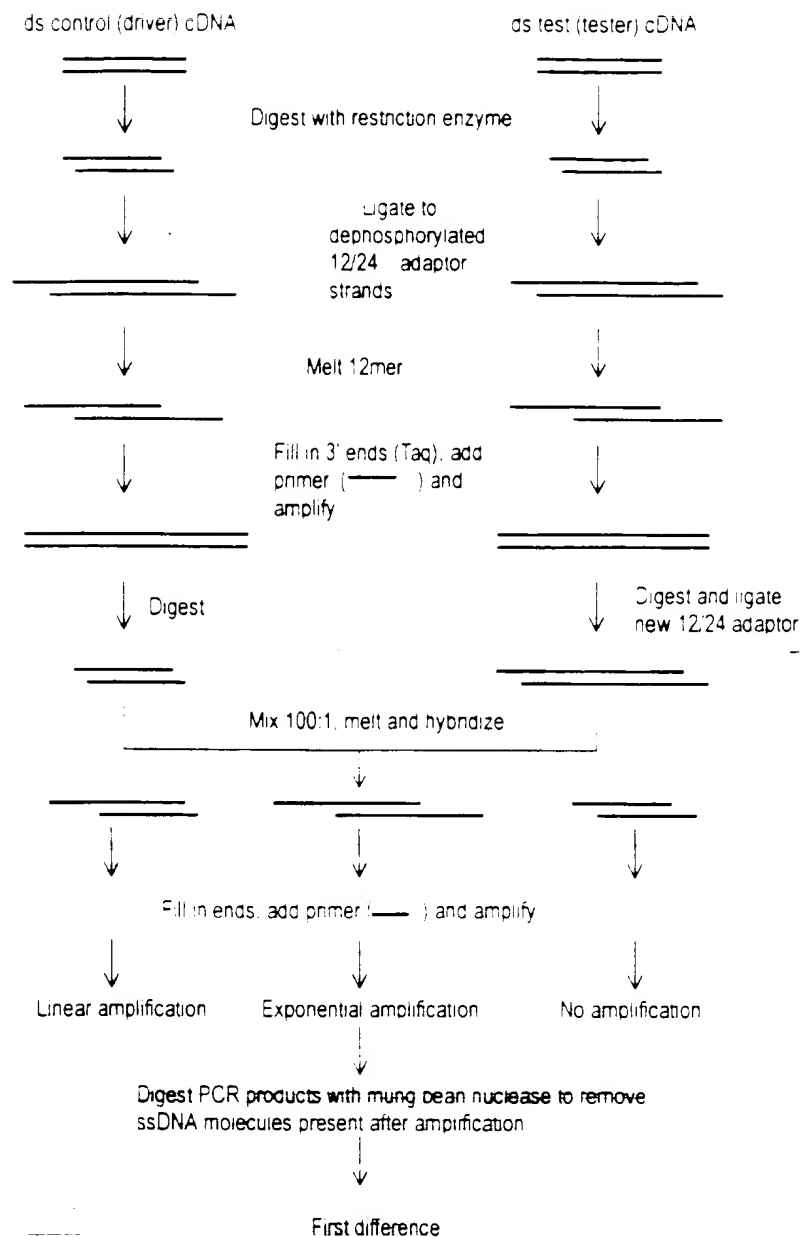 ds control (driver) cDNA
ds test (tester) cDNA
Digest with restriction enzyme
Ligate to
dephosphorylated
12/24 adaptor
strands
Melt 12mer
Fill in 3' ends (Taq), add
primer ( ) and
amplify
Digest
Digest and ligate
new 12/24 adaptor
Mix 100:1, melt and hybridize
Fill in ends, add primer ( ) and amplify
Linear amplification
Exponential amplification
No amplification
Digest PCR products with mung bean nuclease to remove
ssDNA molecules present after amplification
First difference